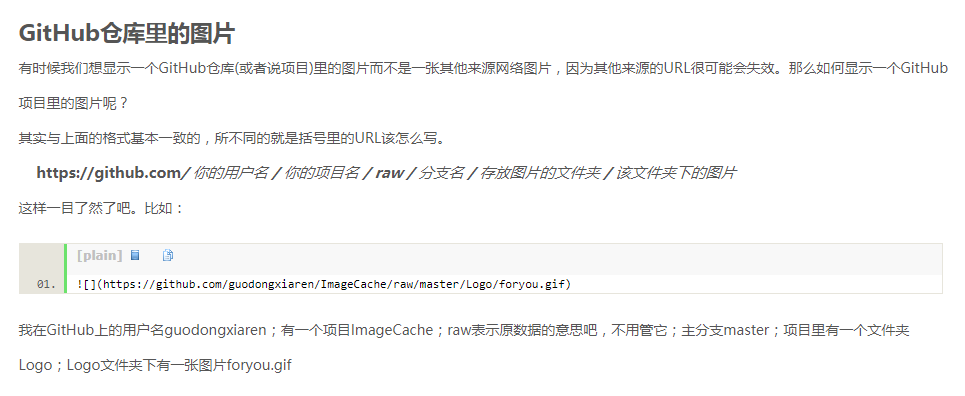 GitHub仓库里的图片
有时候我们想显示一个GitHub仓库(或者说项目)里的图片而不是一张其他来源网络图片，因为其他来源的URL很可能会失效。那么如何显示一个GitHub
项目里的图片呢？
其实与上面的格式基本一致的，所不同的就是括号里的URL该怎么写。
https://github.com/ 你的用户名 / 你的项目名 / raw / 分支名 / 存放图片的文件夹 / 该文件夹下的图片
这样一目了然了吧。比如：
[plain]
01. ![](https://github.com/guodongxiaren/ImageCache/raw/master/Logo/foryou.gif)
我在GitHub上的用户名guodongxiaren；有一个项目ImageCache；raw表示原数据的意思吧，不用管它；主分支master；项目里有一个文件夹
Logo；Logo文件夹下有一张图片foryou.gif